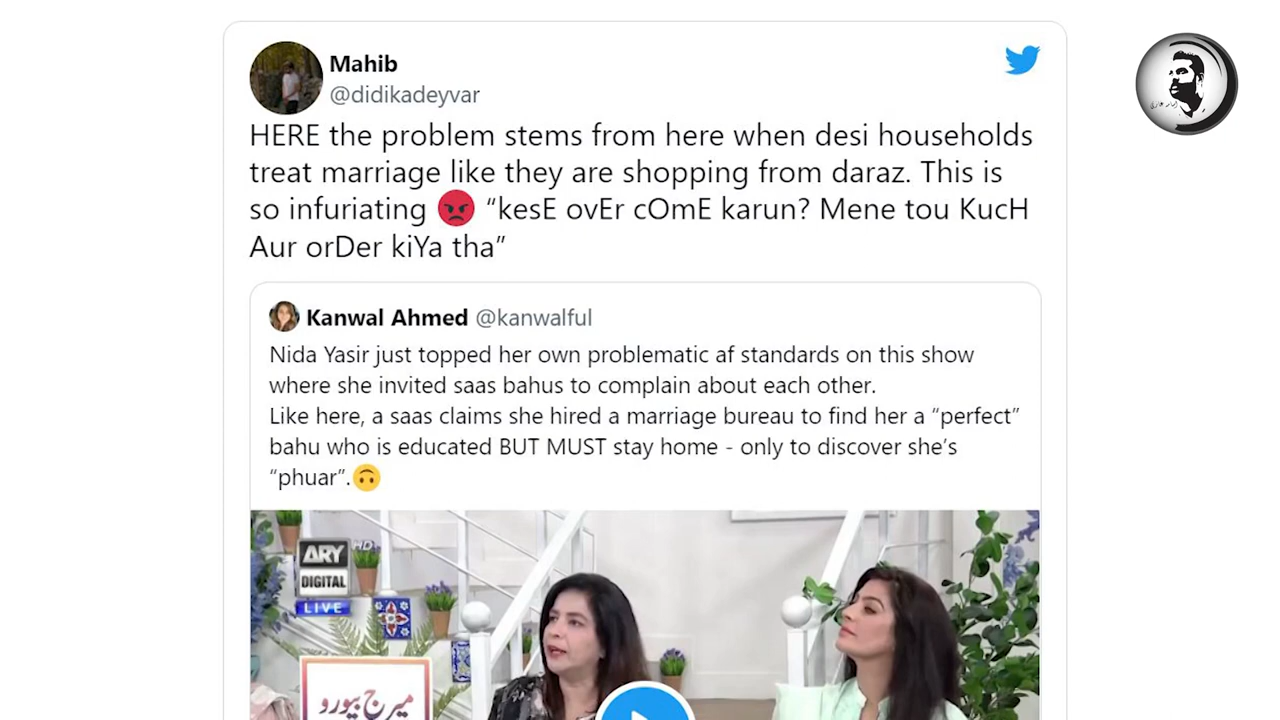 Mahib
@didikadeyvar
HERE the problem stems from here when desi households
treat marriage like they are shopping from daraz. This is
so infuriating 😡 “kesE ovEr cOmE karun? Mene tou KucH
Aur orDer kiYa tha”
Kanwal Ahmed @kanwalful
Nida Yasir just topped her own problematic af standards on this show
where she invited saas bahus to complain about each other.
Like here, a saas claims she hired a marriage bureau to find her a “perfect”
bahu who is educated BUT MUST stay home - only to discover she’s
“phuar”.🙃
ARY HD
DIGITAL
LIVE
میرج بیورو